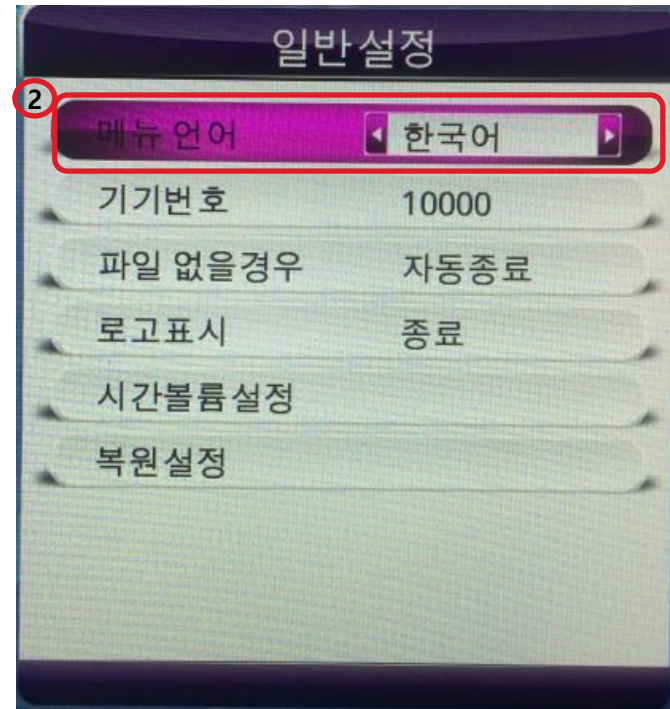 일반설정
2
메뉴 언어 한국어
기기번호 10000
파일 없을경우 자동종료
로고표시 종료
시간볼륨설정
복원설정